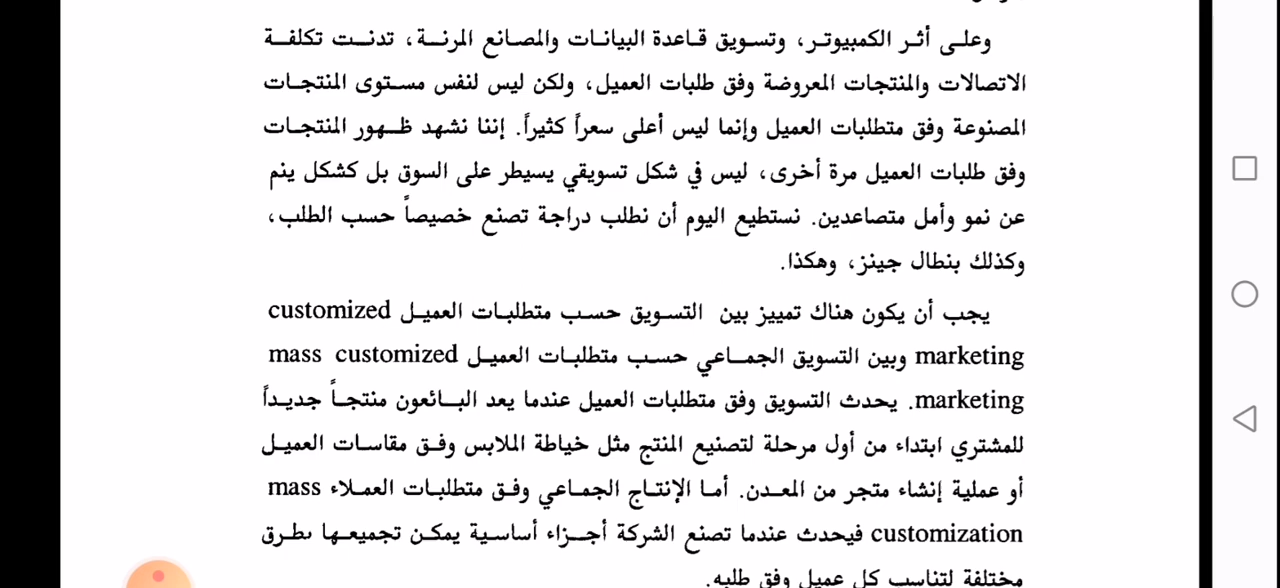 وعلى أثر الكمبيوتر، وتسويق قاعدة البيانات والمصانع المرنة، تدنت تكلفة
الاتصالات والمنتجات المعروضة وفق طلبات العميل، ولكن ليس لنفس مستوى المنتجات
المصنوعة وفق متطلبات العميل وإنما ليس أعلى سعراً كثيراً. إننا نشهد ظهور المنتجات
وفق طلبات العميل مرة أخرى، ليس في شكل تسويقي يسيطر على السوق بل كشكل ينم
عن نمو وأمل متصاعدين. نستطيع اليوم أن نطلب دراجة تصنع خصيصاً حسب الطلب،
وكذلك بنطال جينز، وهكذا.
يجب أن يكون هناك تمييز بين التسويق حسب متطلبات العميل customized
marketing وبين التسويق الجماعي حسب متطلبات العميل mass customized
marketing. يحدث التسويق وفق متطلبات العميل عندما يعد البائعون منتجاً جديداً
للمشتري ابتداء من أول مرحلة لتصنيع المنتج مثل خياطة الملابس وفق مقاسات العميل
أو عملية إنشاء متجر من المعدن. أما الإنتاج الجماعي وفق متطلبات العملاء mass
customization فيحدث عندما تصنع الشركة أجزاء أساسية يمكن تجميعها بطرق
مختلفة لتناسب كل عميل وفق طلبه.